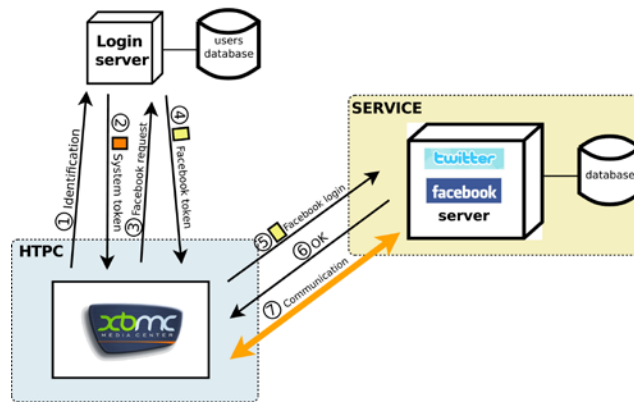 Login
server
users
database
① Identification
② System token
③ Facebook request
④ Facebook token
SERVICE
twitter
facebook
server
database
⑤ Facebook login
⑥ OK
⑦ Communication
HTPC
xbmc
MEDIA CENTER